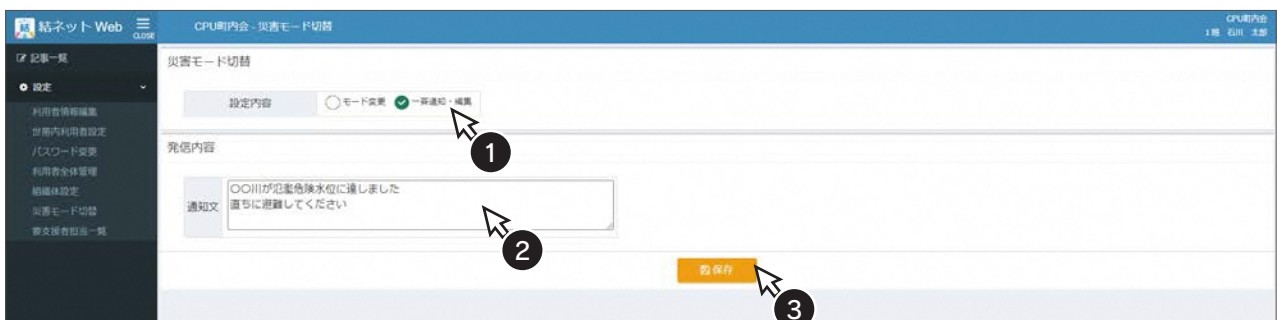 結ネット Web
CLOSE
CPU町内会 - 災害モード切替
CPU町内会
1班 石川 太郎
記事一覧
設定
利用者情報編集
世帯内利用者設定
パスワード変更
利用者全体管理
組織体設定
災害モード切替
要支援者担当一覧
災害モード切替
設定内容
モード変更
一斉通知・編集
1
発信内容
通知文
〇〇川が氾濫危険水位に達しました
直ちに避難してください
2
保存
3